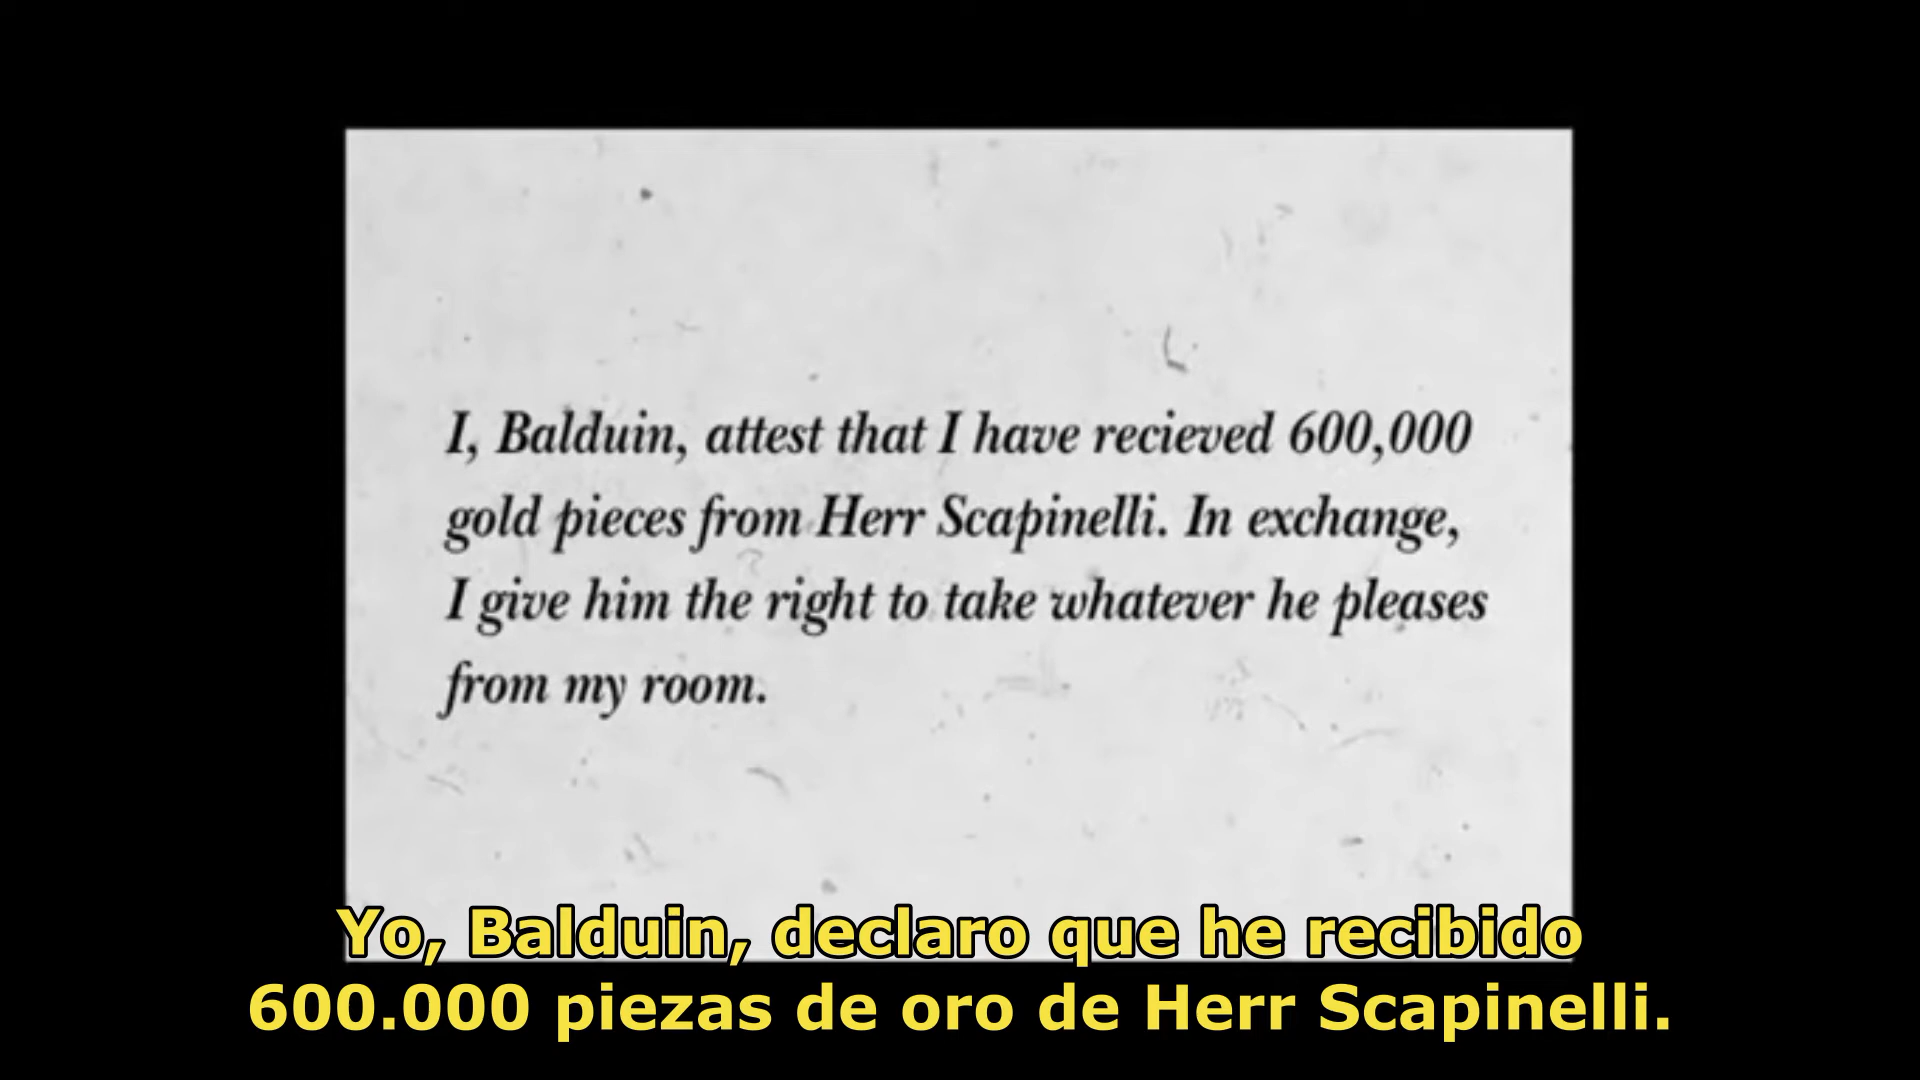 I, Balduin, attest that I have recieved 600,000
gold pieces from Herr Scapinelli. In exchange,
I give him the right to take whatever he pleases
from my room.
Yo, Balduin, declaro que he recibido
600.000 piezas de oro de Herr Scapinelli.